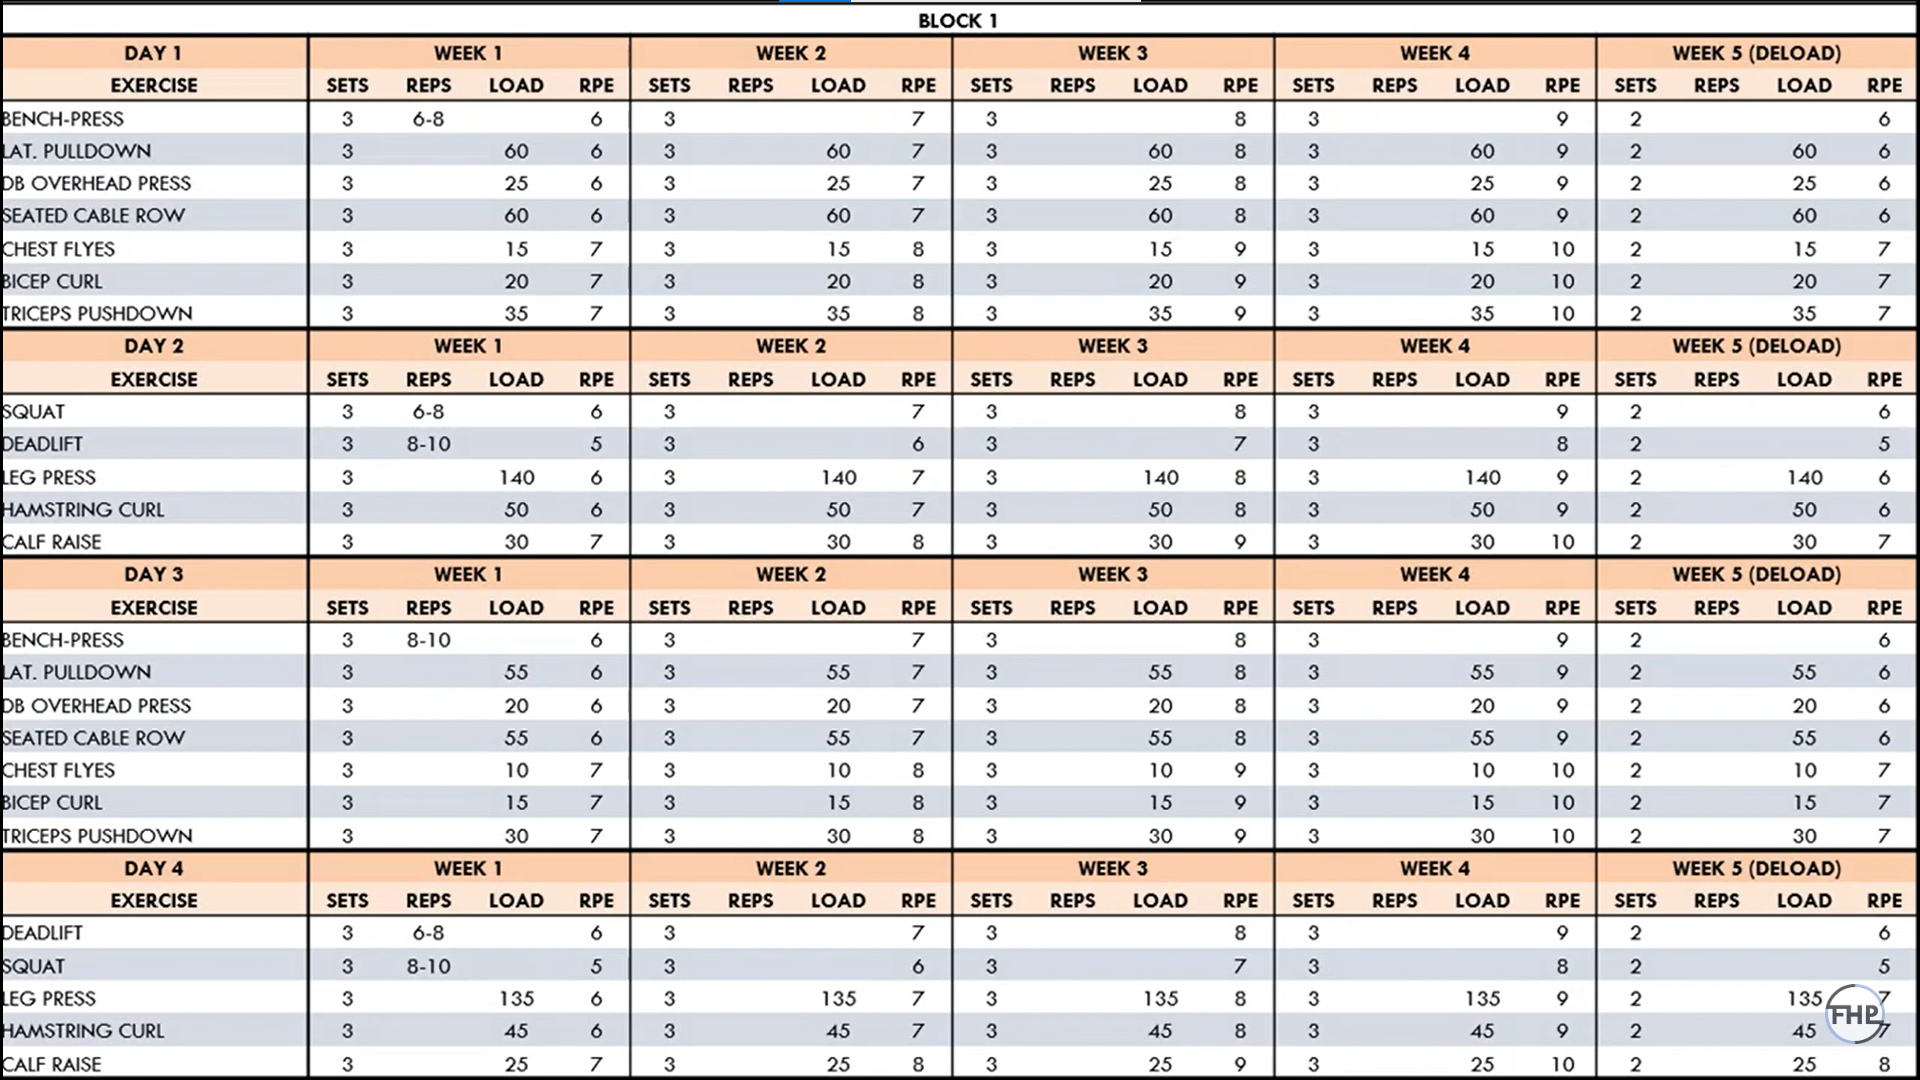 BLOCK 1
DAY 1 WEEK 1 WEEK 2 WEEK 3 WEEK 4 WEEK 5 (DELOAD)
EXERCISE SETS REPS LOAD RPE SETS REPS LOAD RPE SETS REPS LOAD RPE SETS REPS LOAD RPE SETS REPS LOAD RPE
BENCH-PRESS 3 6-8 6 3 7 3 8 3 9 2 6
LAT. PULLDOWN 3 60 6 3 60 7 3 60 8 3 60 9 2 60 6
DB OVERHEAD PRESS 3 25 6 3 25 7 3 25 8 3 25 9 2 25 6
SEATED CABLE ROW 3 60 6 3 60 7 3 60 8 3 60 9 2 60 6
CHEST FLYES 3 15 7 3 15 8 3 15 9 3 15 10 2 15 7
BICEP CURL 3 20 7 3 20 8 3 20 9 3 20 10 2 20 7
TRICEPS PUSHDOWN 3 35 7 3 35 8 3 35 9 3 35 10 2 35 7
DAY 2 WEEK 1 WEEK 2 WEEK 3 WEEK 4 WEEK 5 (DELOAD)
EXERCISE SETS REPS LOAD RPE SETS REPS LOAD RPE SETS REPS LOAD RPE SETS REPS LOAD RPE SETS REPS LOAD RPE
SQUAT 3 6-8 6 3 7 3 8 3 9 2 6
DEADLIFT 3 8-10 5 3 6 3 7 3 8 2 5
LEG PRESS 3 140 6 3 140 7 3 140 8 3 140 9 2 140 6
HAMSTRING CURL 3 50 6 3 50 7 3 50 8 3 50 9 2 50 6
CALF RAISE 3 30 7 3 30 8 3 30 9 3 30 10 2 30 7
DAY 3 WEEK 1 WEEK 2 WEEK 3 WEEK 4 WEEK 5 (DELOAD)
EXERCISE SETS REPS LOAD RPE SETS REPS LOAD RPE SETS REPS LOAD RPE SETS REPS LOAD RPE SETS REPS LOAD RPE
BENCH-PRESS 3 8-10 6 3 7 3 8 3 9 2 6
LAT. PULLDOWN 3 55 6 3 55 7 3 55 8 3 55 9 2 55 6
DB OVERHEAD PRESS 3 20 6 3 20 7 3 20 8 3 20 9 2 20 6
SEATED CABLE ROW 3 55 6 3 55 7 3 55 8 3 55 9 2 55 6
CHEST FLYES 3 10 7 3 10 8 3 10 9 3 10 10 2 10 7
BICEP CURL 3 15 7 3 15 8 3 15 9 3 15 10 2 15 7
TRICEPS PUSHDOWN 3 30 7 3 30 8 3 30 9 3 30 10 2 30 7
DAY 4 WEEK 1 WEEK 2 WEEK 3 WEEK 4 WEEK 5 (DELOAD)
EXERCISE SETS REPS LOAD RPE SETS REPS LOAD RPE SETS REPS LOAD RPE SETS REPS LOAD RPE SETS REPS LOAD RPE
DEADLIFT 3 6-8 6 3 7 3 8 3 9 2 6
SQUAT 3 8-10 5 3 6 3 7 3 8 2 5
LEG PRESS 3 135 6 3 135 7 3 135 8 3 135 9 2 135 7
FHP
HAMSTRING CURL 3 45 6 3 45 7 3 45 8 3 45 9 2 45 7
CALF RAISE 3 25 7 3 25 8 3 25 9 3 25 10 2 25 8